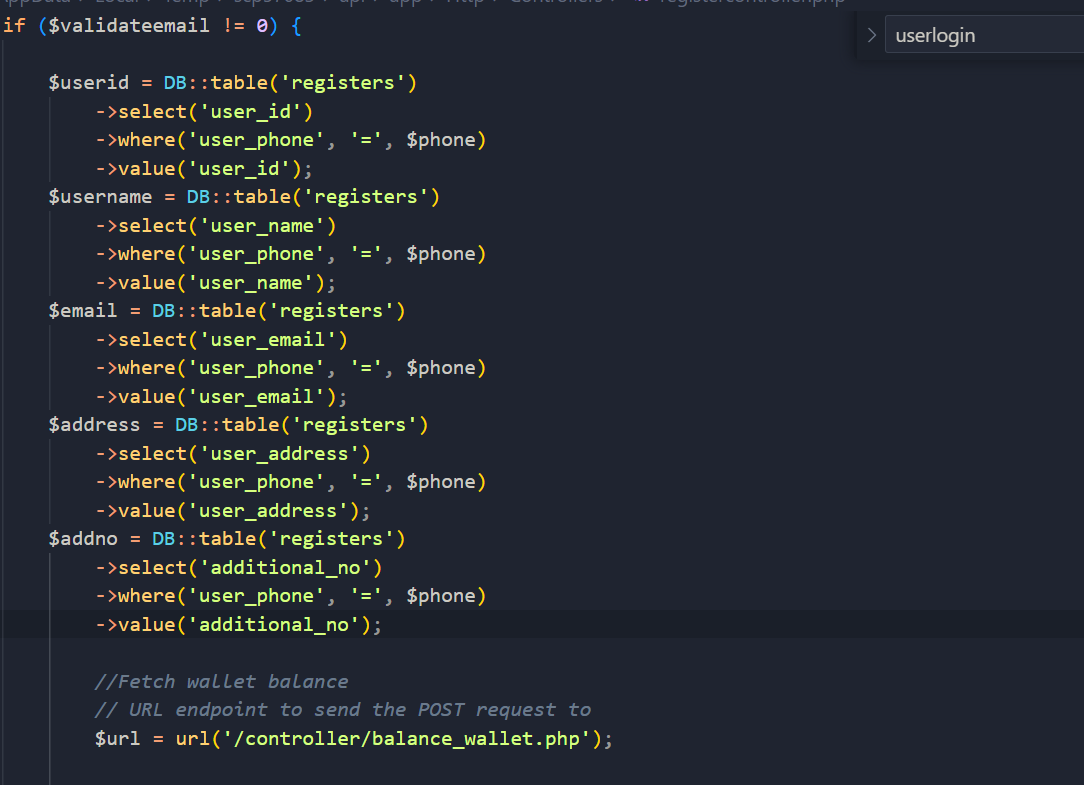 if ($validateemail != 0) {
userlogin
$userid = DB::table('registers')
->select('user_id')
->where('user_phone', '=', $phone)
->value('user_id');
$username = DB::table('registers')
->select('user_name')
->where('user_phone', '=', $phone)
->value('user_name');
$email = DB::table('registers')
->select('user_email')
->where('user_phone', '=', $phone)
->value('user_email');
$address = DB::table('registers')
->select('user_address')
->where('user_phone', '=', $phone)
->value('user_address');
$addno = DB::table('registers')
->select('additional_no')
->where('user_phone', '=', $phone)
->value('additional_no');
//Fetch wallet balance
// URL endpoint to send the POST request to
$url = url('/controller/balance_wallet.php');